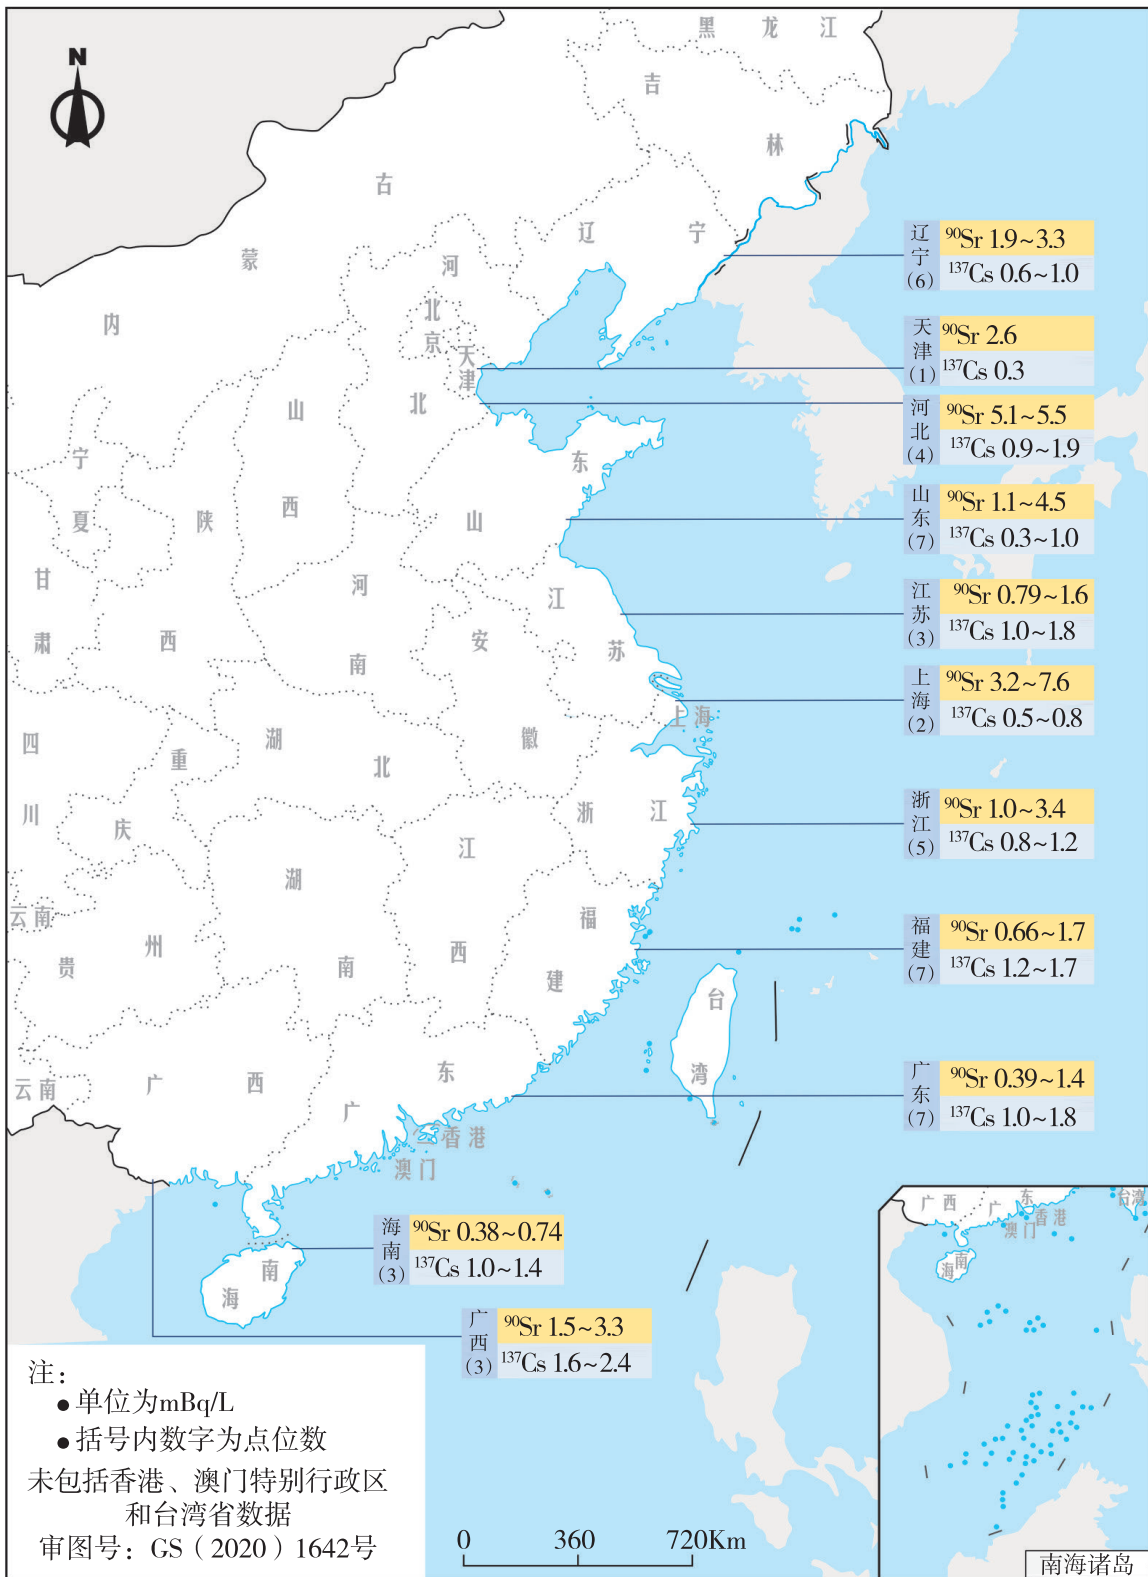 N
黑龙江
吉
林
古
辽宁
蒙
河
内
北
京
天
津
山
北
宁
东
夏
陕
西
山
甘
河
江
肃
西
安
苏
南
上海
四
重
湖
徽
北
川
庆
浙江
江
湖
云南
福
州
西
贵
南
建
台
湾
云南
广
西
东
广
香港
澳门
南
海
辽宁(6)
⁹⁰Sr 1.9~3.3
¹³⁷Cs 0.6~1.0
天津(1)
⁹⁰Sr 2.6
¹³⁷Cs 0.3
河北(4)
⁹⁰Sr 5.1~5.5
¹³⁷Cs 0.9~1.9
山东(7)
⁹⁰Sr 1.1~4.5
¹³⁷Cs 0.3~1.0
江苏(3)
⁹⁰Sr 0.79~1.6
¹³⁷Cs 1.0~1.8
上海(2)
⁹⁰Sr 3.2~7.6
¹³⁷Cs 0.5~0.8
浙江(5)
⁹⁰Sr 1.0~3.4
¹³⁷Cs 0.8~1.2
福建(7)
⁹⁰Sr 0.66~1.7
¹³⁷Cs 1.2~1.7
广东(7)
⁹⁰Sr 0.39~1.4
¹³⁷Cs 1.0~1.8
海南(3)
⁹⁰Sr 0.38~0.74
¹³⁷Cs 1.0~1.4
广西(3)
⁹⁰Sr 1.5~3.3
¹³⁷Cs 1.6~2.4
注：
●单位为mBq/L
●括号内数字为点位数
未包括香港、澳门特别行政区
和台湾省数据
审图号：GS（2020）1642号
0 360 720Km
广西
广东
台湾
香港
澳门
海南
南海诸岛